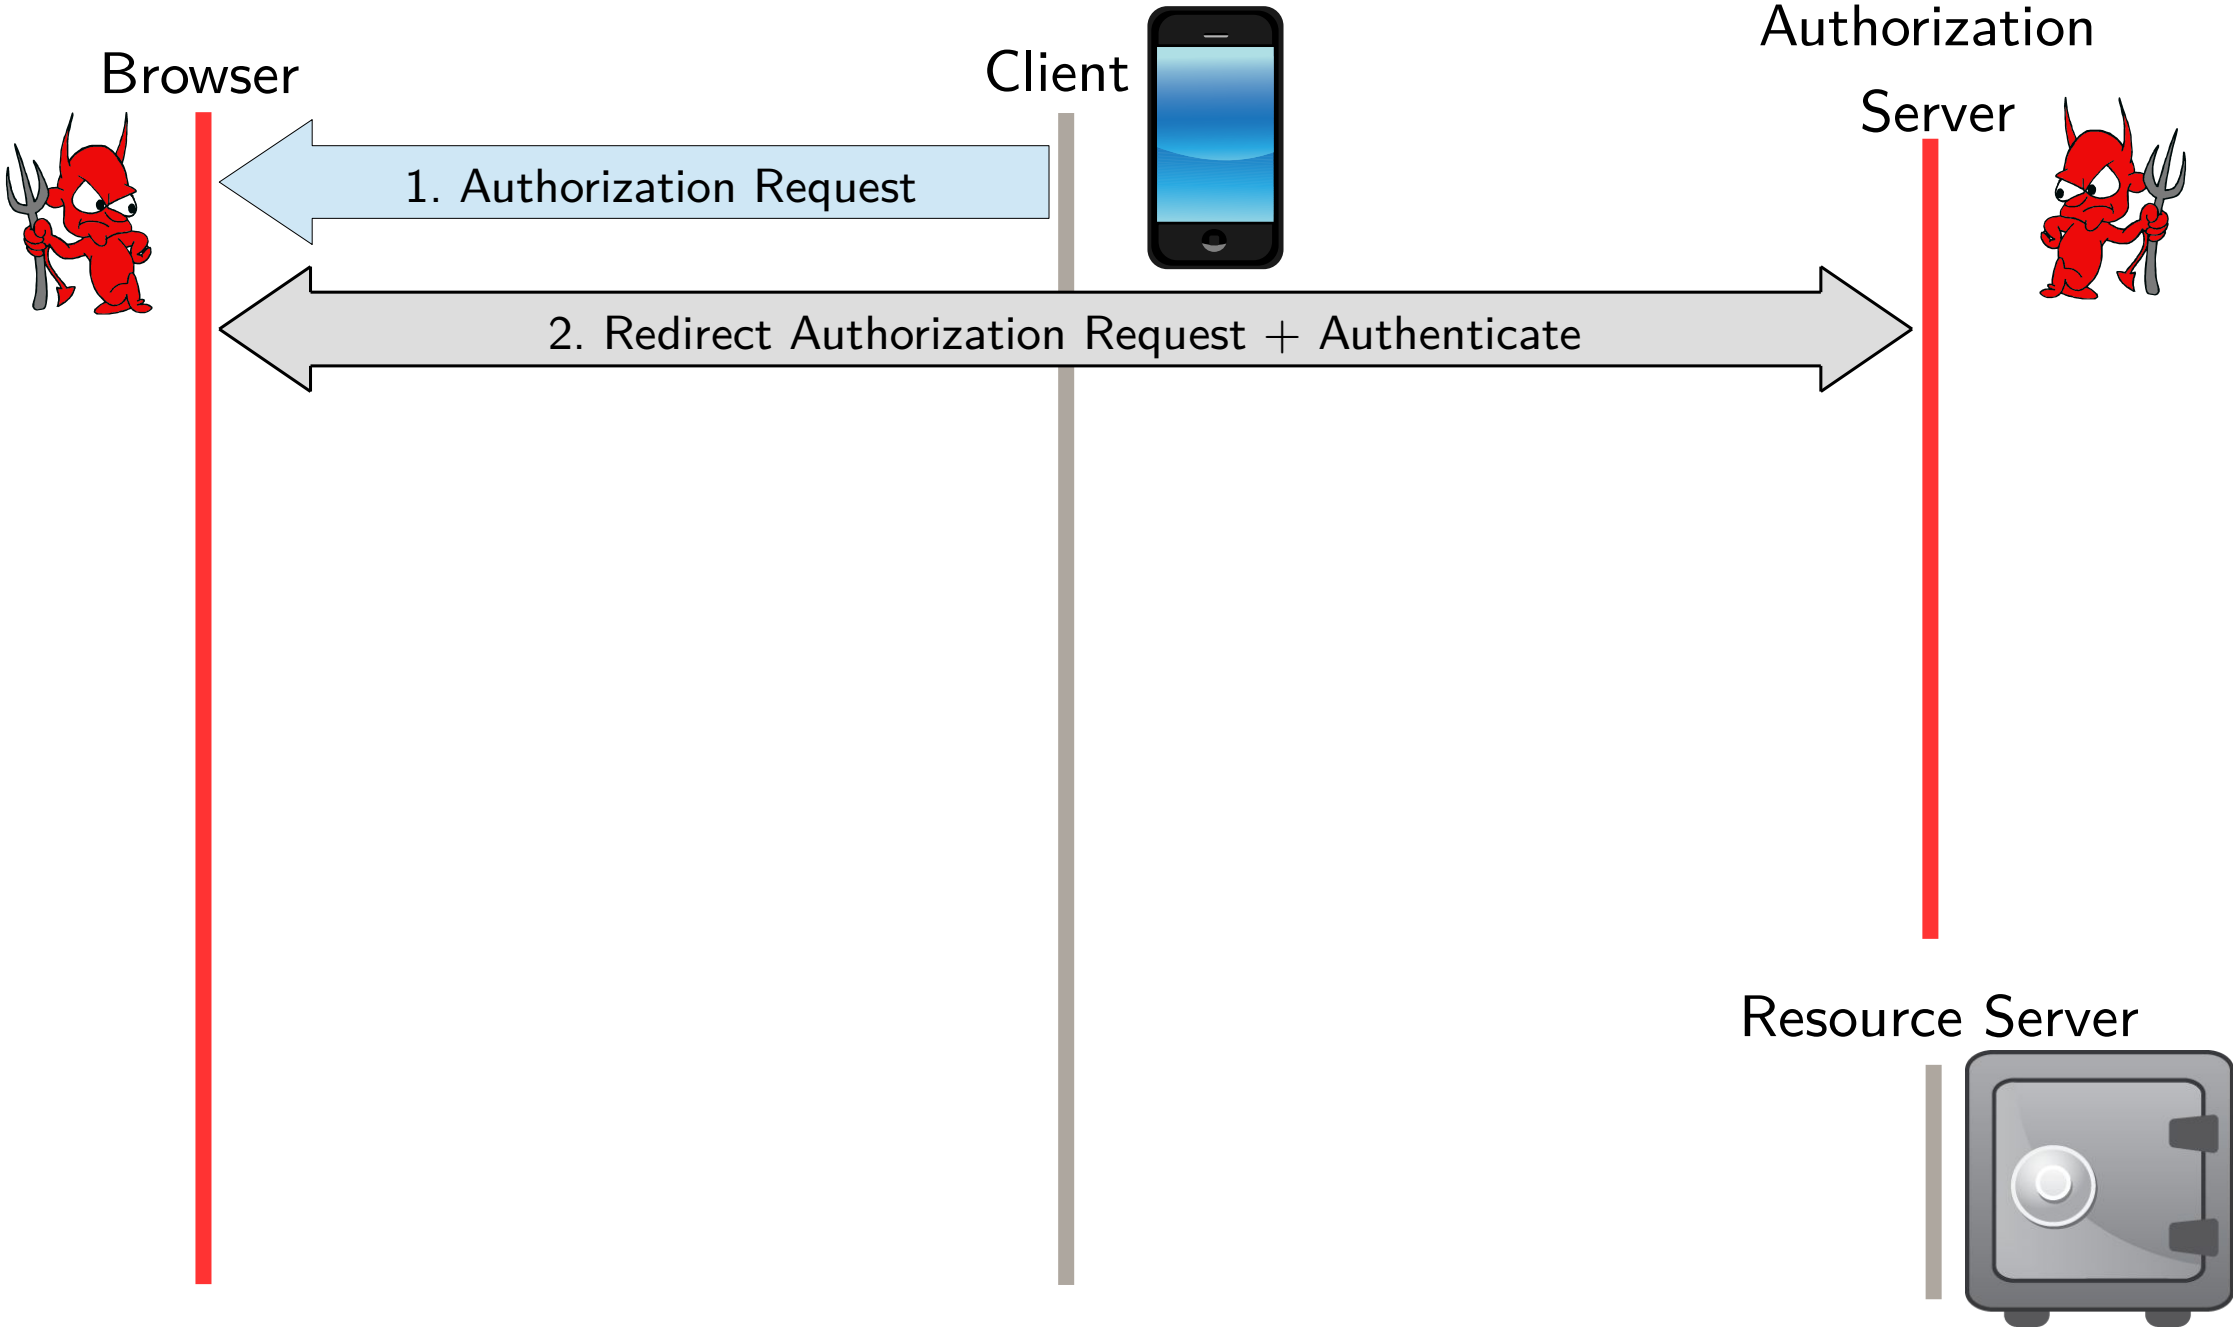 Browser
Client
Authorization
Server
1. Authorization Request
2. Redirect Authorization Request + Authenticate
Resource Server